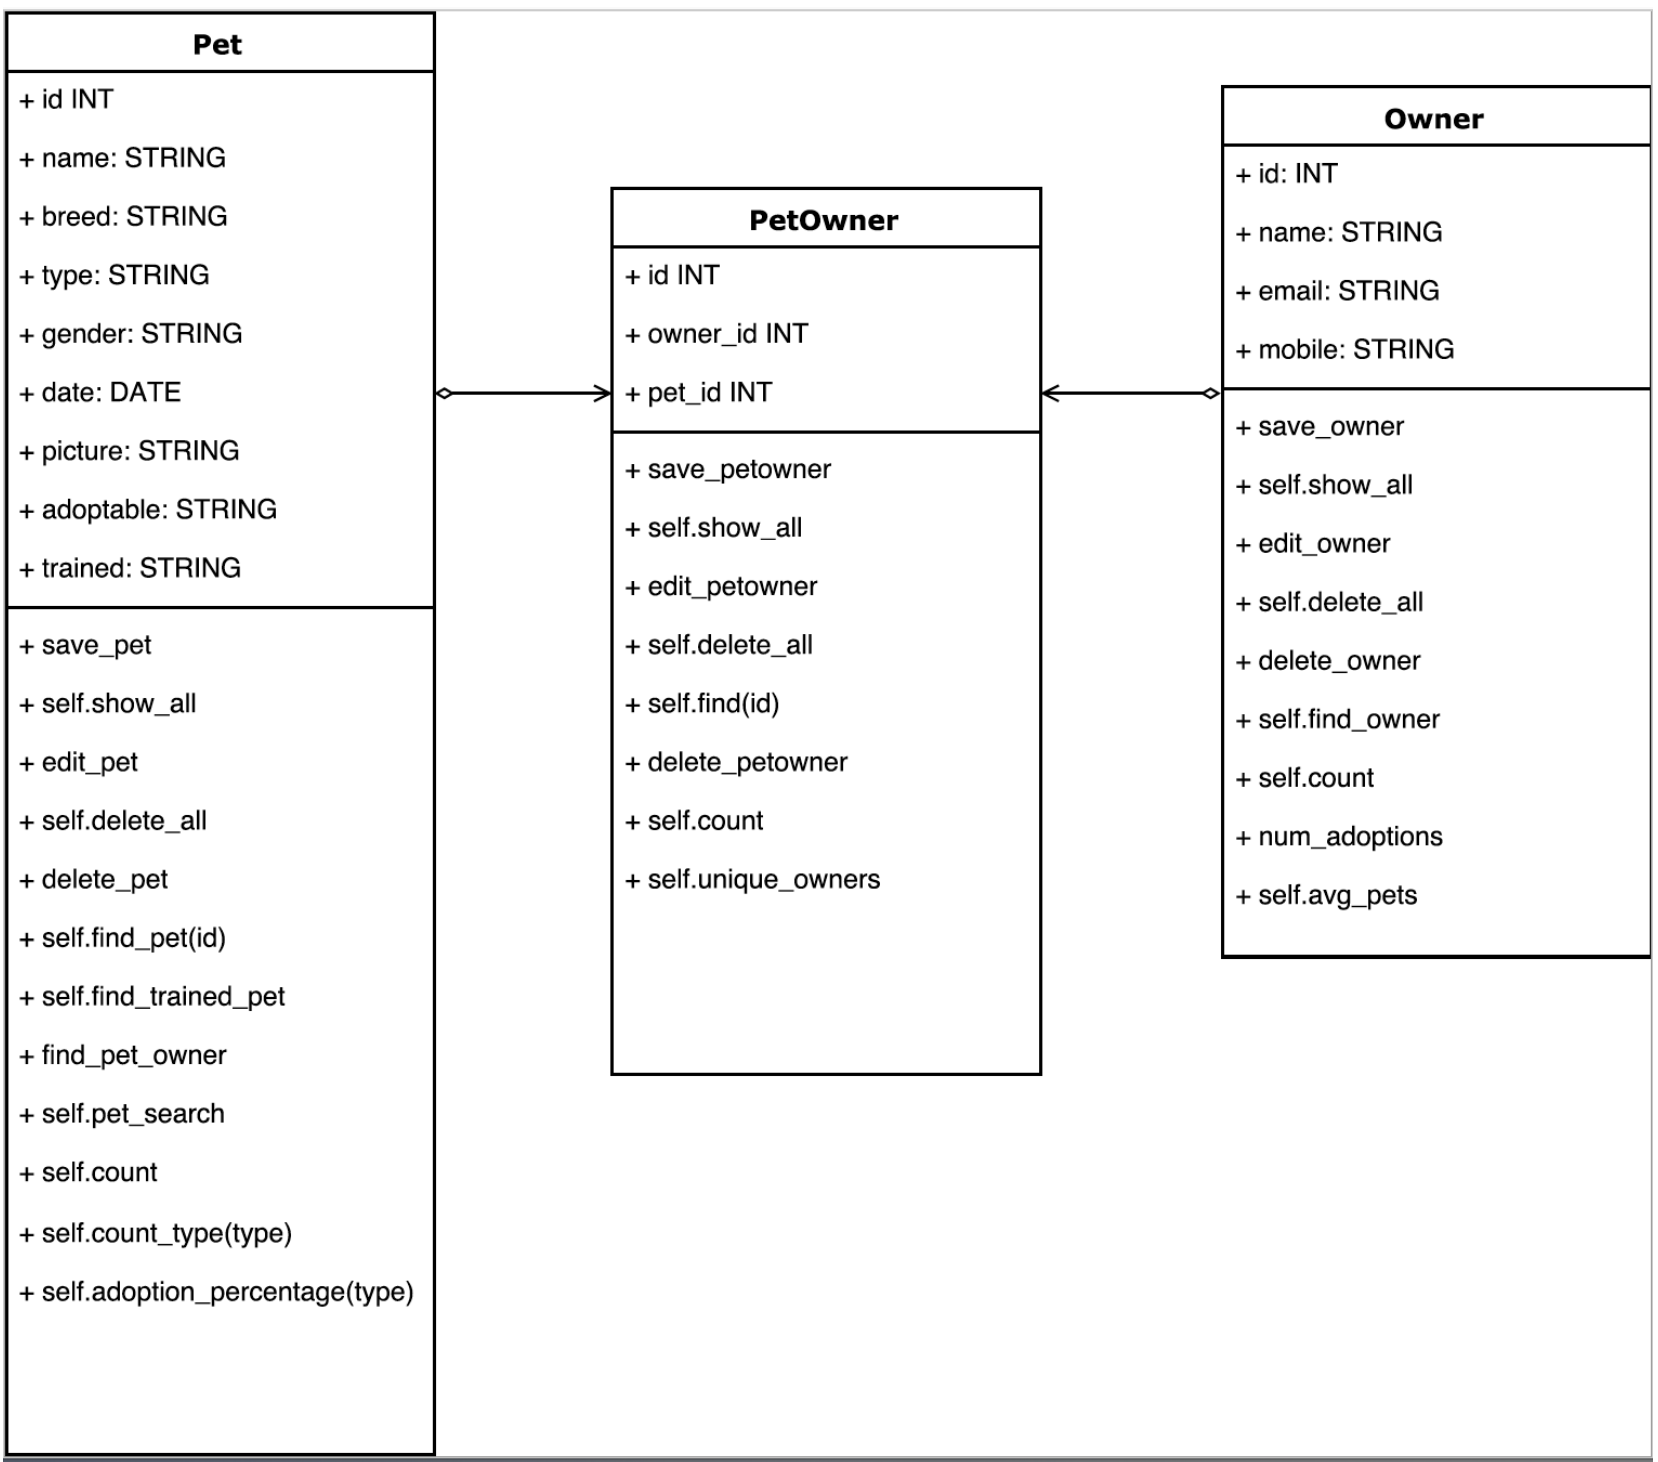 Pet
+ id INT
+ name: STRING
+ breed: STRING
+ type: STRING
+ gender: STRING
+ date: DATE
+ picture: STRING
+ adoptable: STRING
+ trained: STRING
+ save_pet
+ self.show_all
+ edit_pet
+ self.delete_all
+ delete_pet
+ self.find_pet(id)
+ self.find_trained_pet
+ find_pet_owner
+ self.pet_search
+ self.count
+ self.count_type(type)
+ self.adoption_percentage(type)
PetOwner
+ id INT
+ owner_id INT
+ pet_id INT
+ save_petowner
+ self.show_all
+ edit_petowner
+ self.delete_all
+ self.find(id)
+ delete_petowner
+ self.count
+ self.unique_owners
Owner
+ id: INT
+ name: STRING
+ email: STRING
+ mobile: STRING
+ save_owner
+ self.show_all
+ edit_owner
+ self.delete_all
+ delete_owner
+ self.find_owner
+ self.count
+ num_adoptions
+ self.avg_pets